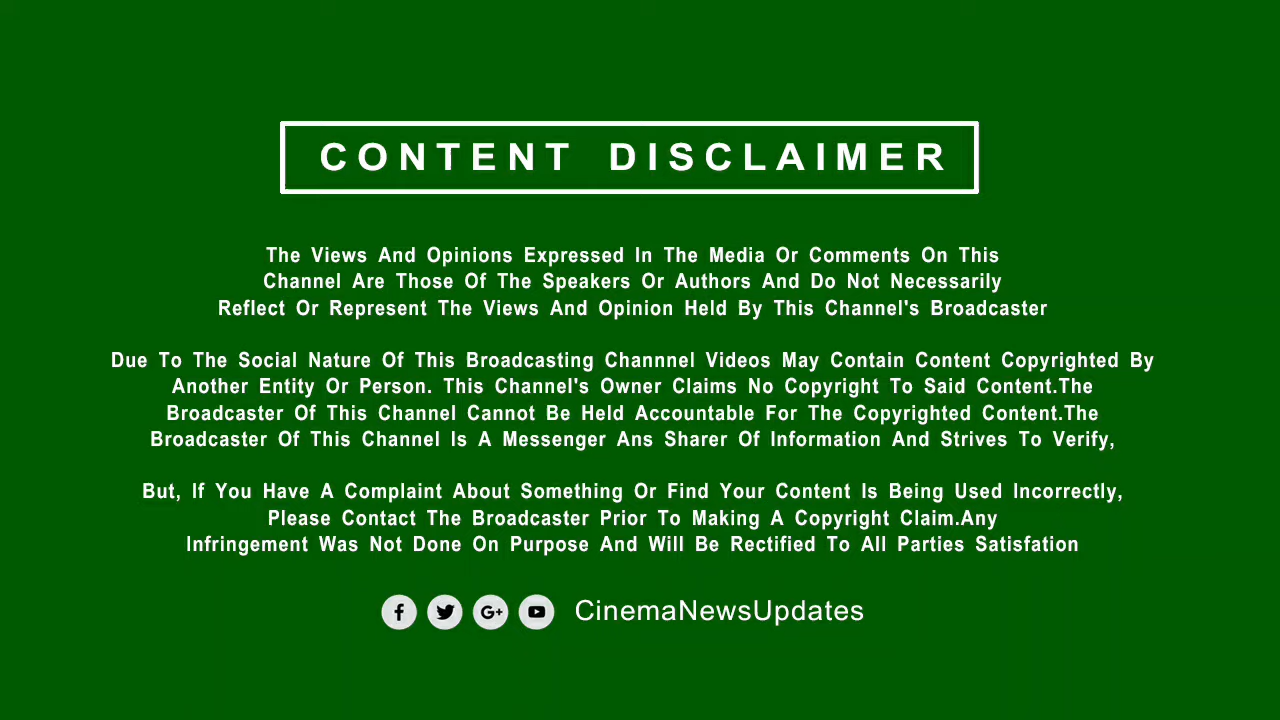 CONTENT DISCLAIMER
The Views And Opinions Expressed In The Media Or Comments On This
Channel Are Those Of The Speakers Or Authors And Do Not Necessarily
Reflect Or Represent The Views And Opinion Held By This Channel's Broadcaster
Due To The Social Nature Of This Broadcasting Channnel Videos May Contain Content Copyrighted By
Another Entity Or Person. This Channel's Owner Claims No Copyright To Said Content.The
Broadcaster Of This Channel Cannot Be Held Accountable For The Copyrighted Content.The
Broadcaster Of This Channel Is A Messenger Ans Sharer Of Information And Strives To Verify,
But, If You Have A Complaint About Something Or Find Your Content Is Being Used Incorrectly,
Please Contact The Broadcaster Prior To Making A Copyright Claim.Any
Infringement Was Not Done On Purpose And Will Be Rectified To All Parties Satisfation
f G+ CinemaNewsUpdates